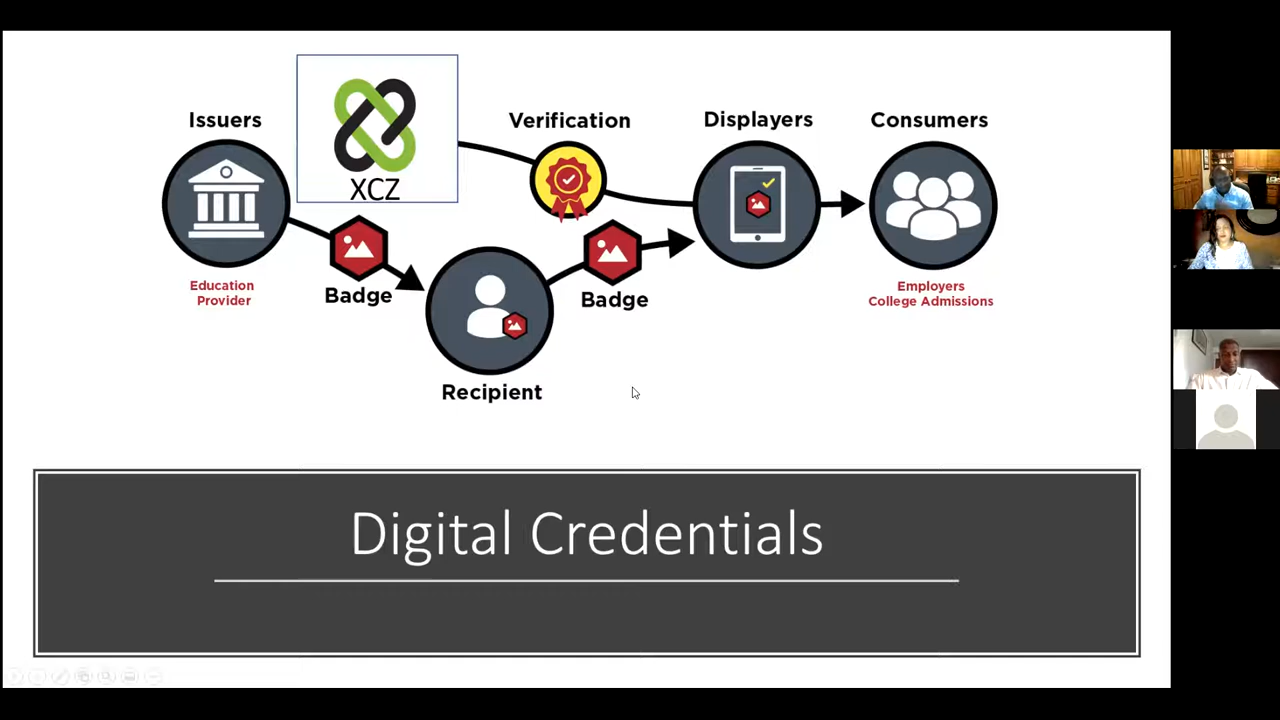 Issuers
XCZ
Verification
Displayers
Consumers
Education
Provider
Badge
Badge
Employers
College Admissions
Recipient
Digital Credentials